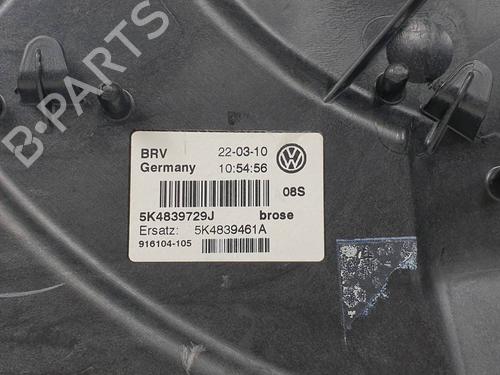 B-PARTS
BRV 22-03-10
Germany 10:54:56
08S
5K4839729J brose
Ersatz: 5K4839461A
916104-105